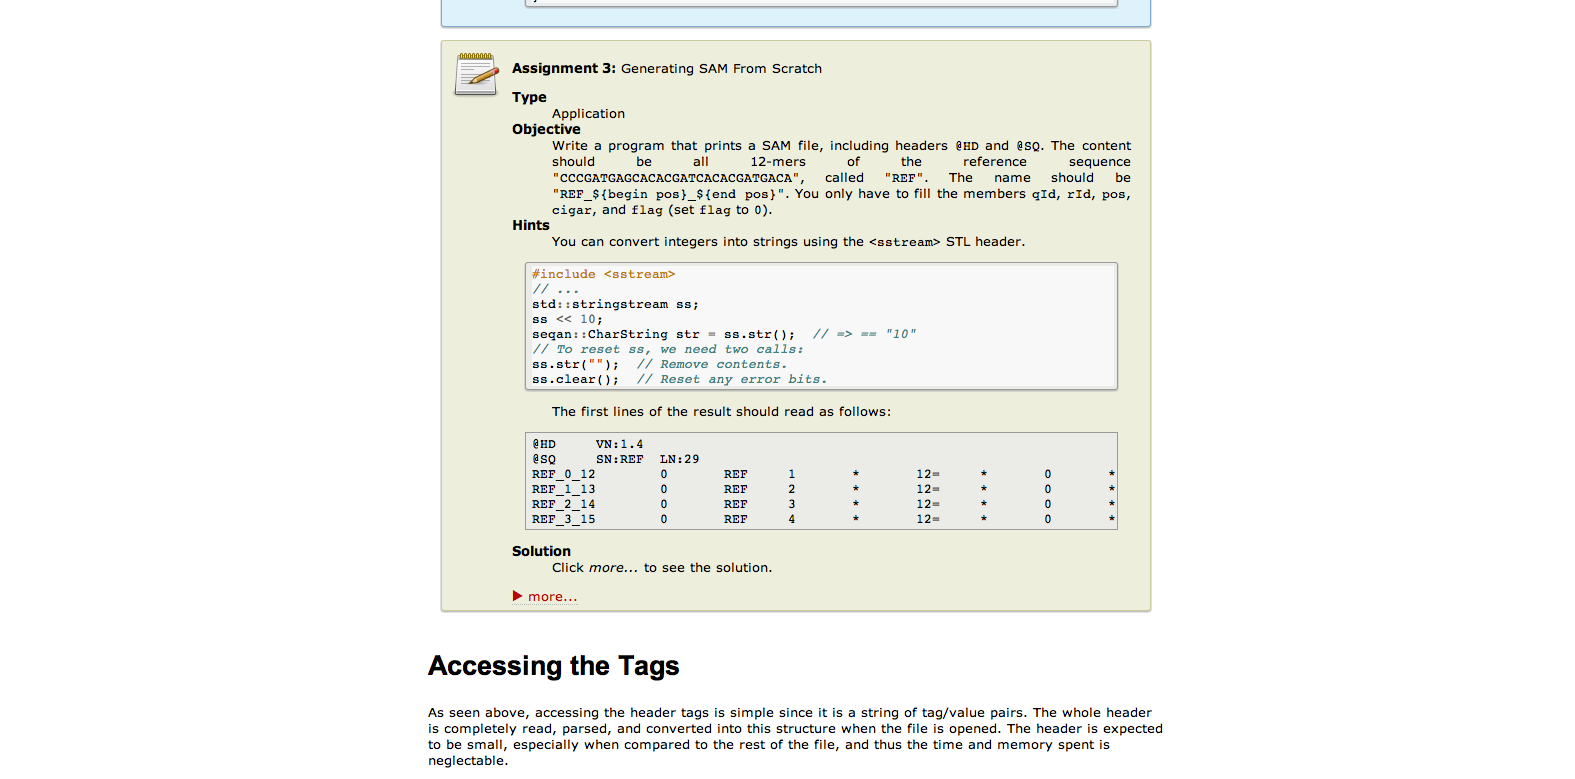 Assignment 3: Generating SAM From Scratch
Type
Application
Objective
Write a program that prints a SAM file, including headers @HD and @SQ. The content
should be all 12-mers of the reference sequence
"CCCGATGAGCACACGATCACACGATGACA", called "REF". The name should be
"REF_${begin pos}_${end pos}". You only have to fill the members qId, rId, pos,
cigar, and flag (set flag to 0).
Hints
You can convert integers into strings using the <sstream> STL header.
#include <sstream>
// ...
std::stringstream ss;
ss << 10;
seqan::CharString str = ss.str();  // => == "10"
// To reset ss, we need two calls:
ss.str("");  // Remove contents.
ss.clear();  // Reset any error bits.
The first lines of the result should read as follows:
@HD VN:1.4
@SQ SN:REF LN:29
REF_0_12 0 REF 1 * 12= * 0 *
REF_1_13 0 REF 2 * 12= * 0 *
REF_2_14 0 REF 3 * 12= * 0 *
REF_3_15 0 REF 4 * 12= * 0 *
Solution
Click more... to see the solution.
more...
Accessing the Tags
As seen above, accessing the header tags is simple since it is a string of tag/value pairs. The whole header
is completely read, parsed, and converted into this structure when the file is opened. The header is expected
to be small, especially when compared to the rest of the file, and thus the time and memory spent is
neglectable.